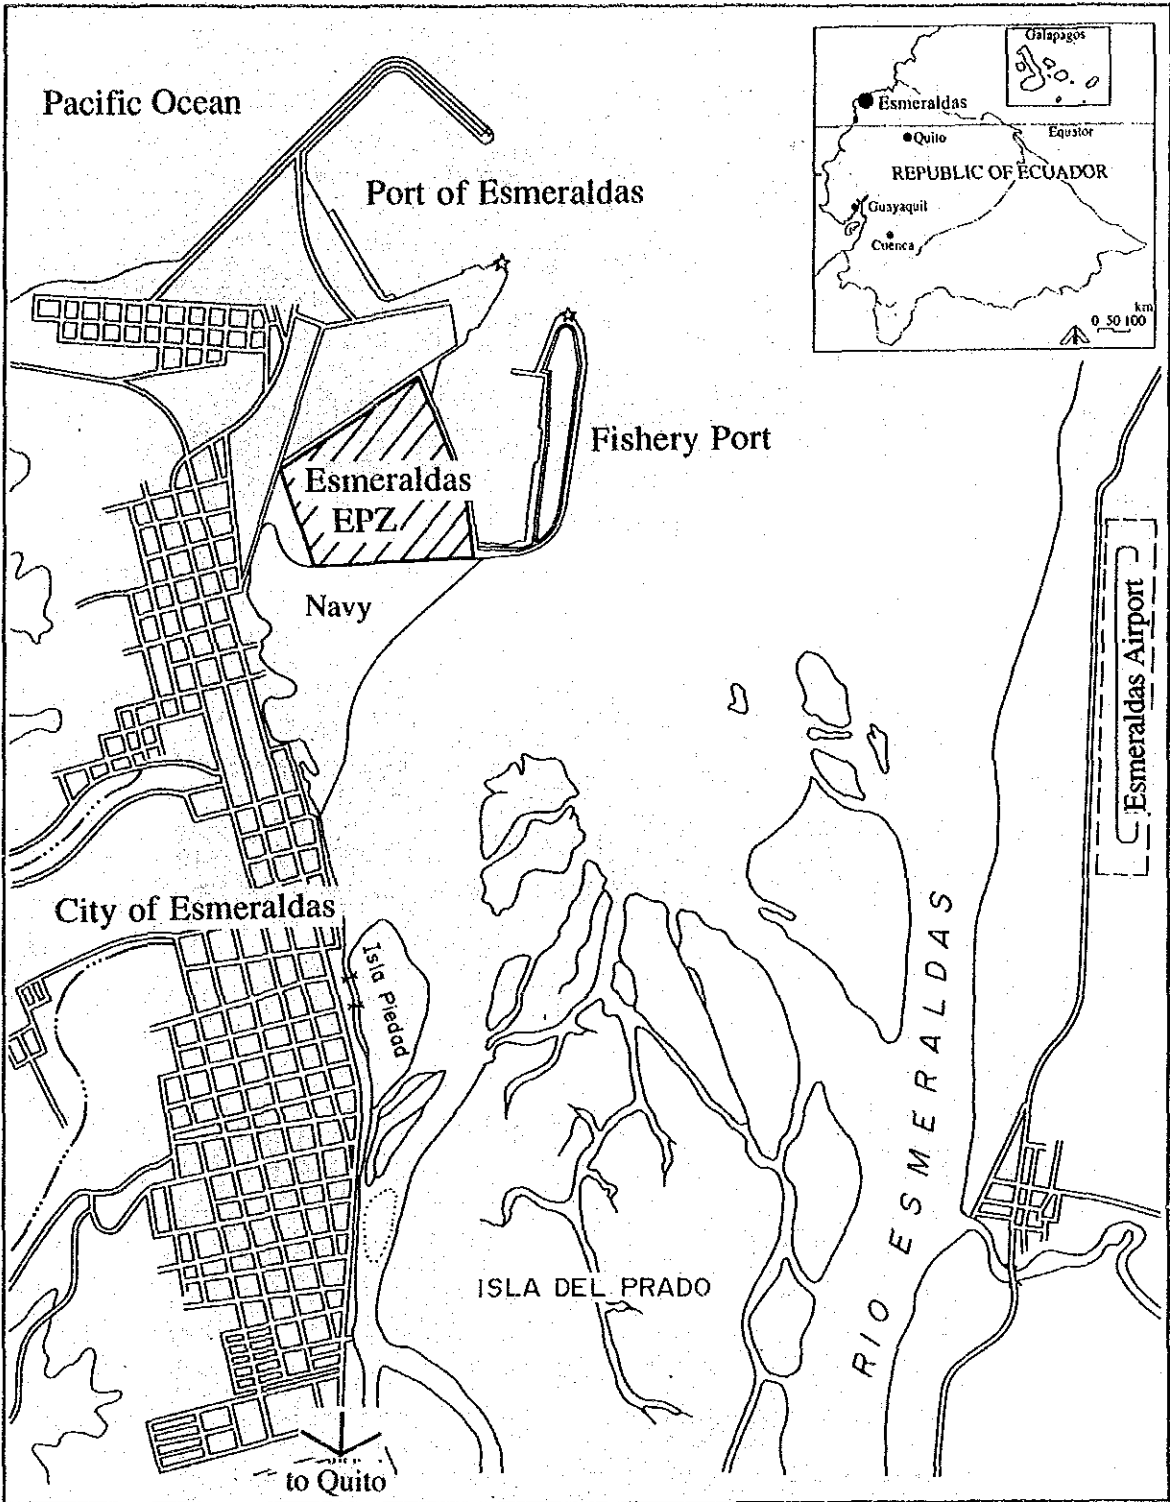 Pacific Ocean
Port of Esmeraldas
Galapagos
Esmeraldas
Quito
Equator
REPUBLIC OF ECUADOR
Guayaquil
Cuenca
km
0 50 100
Fishery Port
Esmeraldas
EPZ
Navy
Esmeraldas Airport
City of Esmeraldas
Isla Piedad
RIO ESMERALDAS
ISLA DEL PRADO
to Quito